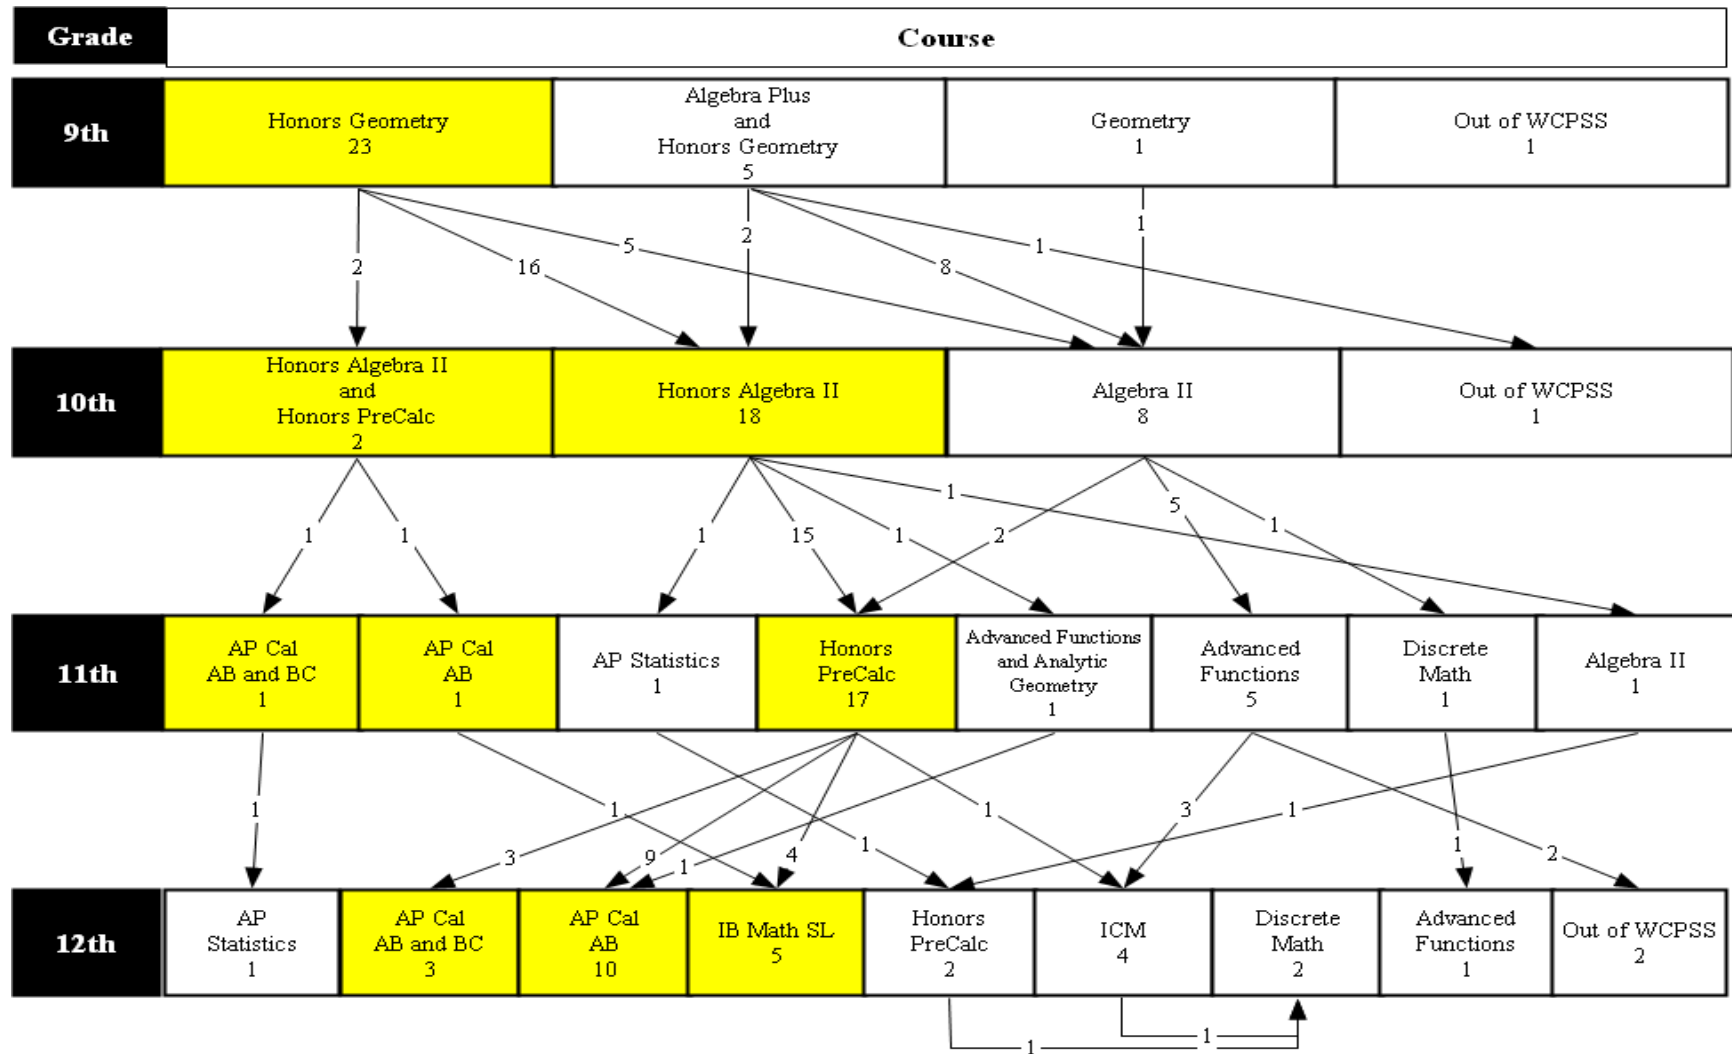 Grade
Course
9th
Honors Geometry
23
Algebra Plus
and
Honors Geometry
5
Geometry
1
Out of WCPSS
1
2
16
5
2
8
1
1
10th
Honors Algebra II
and
Honors PreCalc
2
Honors Algebra II
18
Algebra II
8
Out of WCPSS
1
1
1
1
15
1
1
2
5
1
11th
AP Cal
AB and BC
1
AP Cal
AB
1
AP Statistics
1
Honors
PreCalc
17
Advanced Functions
and Analytic
Geometry
1
Advanced
Functions
5
Discrete
Math
1
Algebra II
1
1
3
1
9
1
4
1
1
3
1
1
2
12th
AP
Statistics
1
AP Cal
AB and BC
3
AP Cal
AB
10
IB Math SL
5
Honors
PreCalc
2
ICM
4
Discrete
Math
2
Advanced
Functions
1
Out of WCPSS
2
1
1